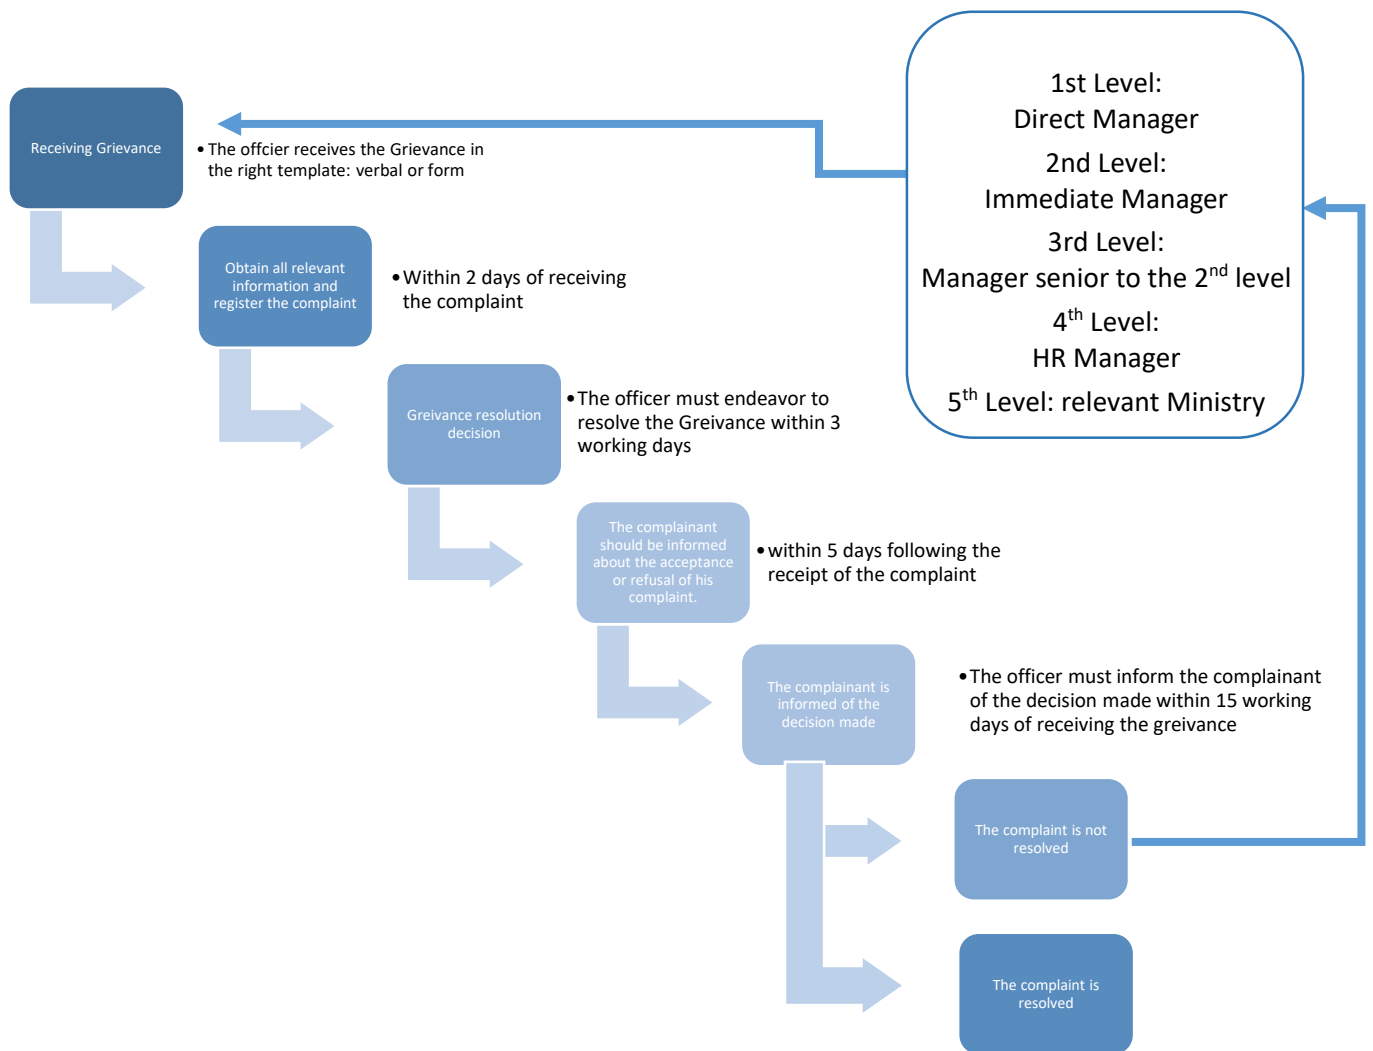 Receiving Grievance
• The offcier receives the Grievance in
the right template: verbal or form
Obtain all relevant
information and
register the complaint
•Within 2 days of receiving
the complaint
Greivance resolution
decision
•The officer must endeavor to
resolve the Greivance within 3
working days
The complainant
should be informed
about the acceptance
or refusal of his
complaint.
•within 5 days following the
receipt of the complaint
The complainant is
informed of the
decision made
•The officer must inform the complainant
of the decision made within 15 working
days of receiving the greivance
The complaint is not
resolved
The complaint is
resolved
1st Level:
Direct Manager
2nd Level:
Immediate Manager
3rd Level:
Manager senior to the 2nd level
4th Level:
HR Manager
5th Level: relevant Ministry